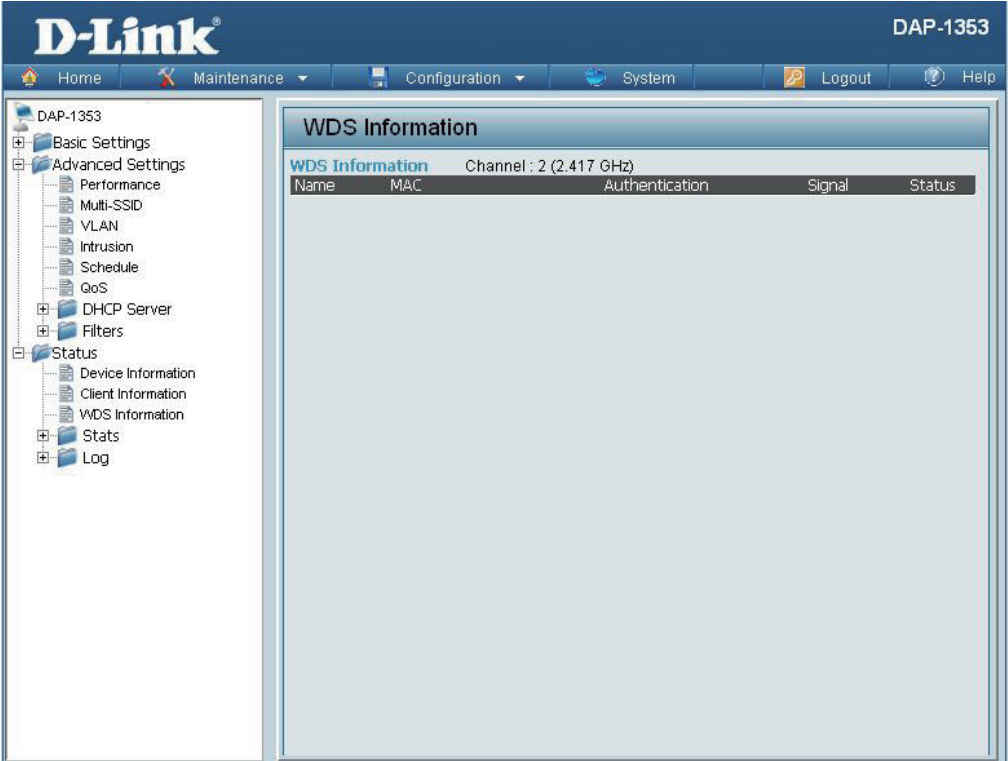 D-Link®
DAP-1353
Home Maintenance Configuration System Logout Help
DAP-1353
Basic Settings
Advanced Settings
Performance
Multi-SSID
VLAN
Intrusion
Schedule
QoS
DHCP Server
Filters
Status
Device Information
Client Information
WDS Information
Stats
Log
WDS Information
WDS Information Channel : 2 (2.417 GHz)
Name MAC Authentication Signal Status